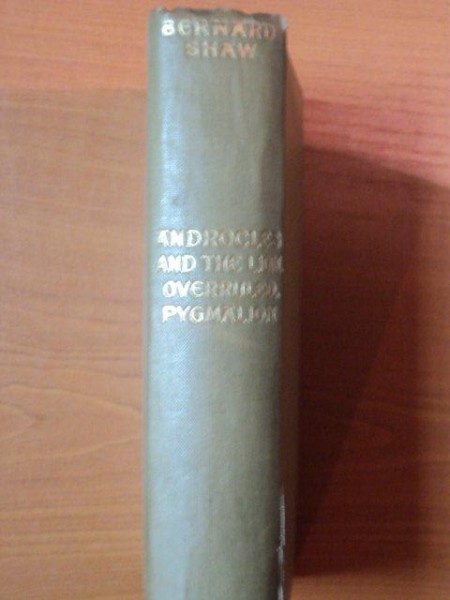 BERNARD
SHAW
ANDROCLES
AND THE LION.
OVERRULED.
PYGMALION